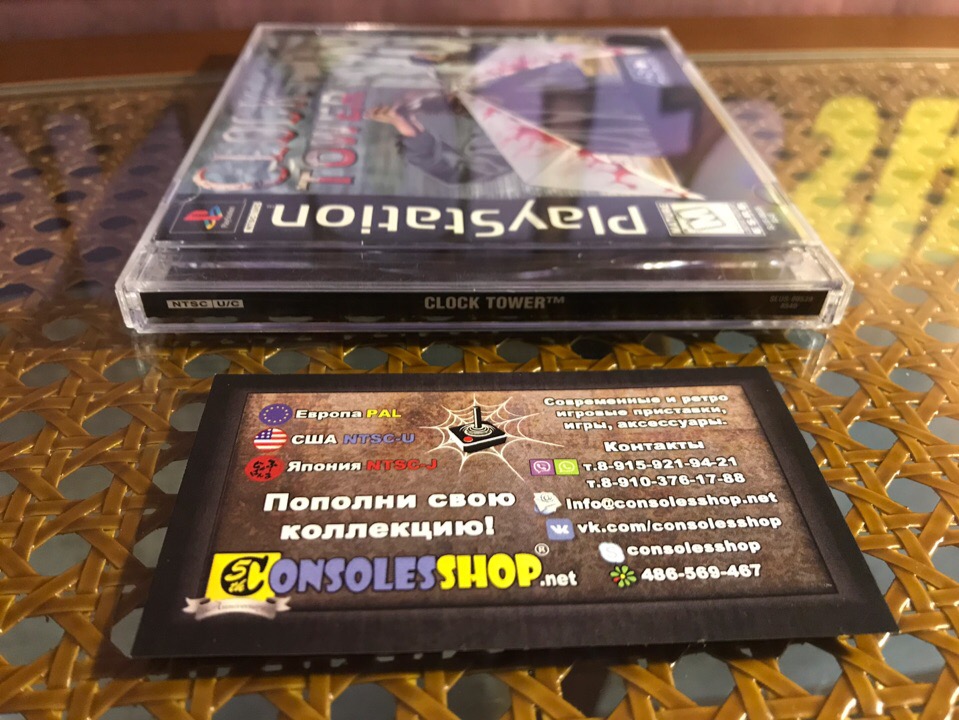 CLOCK
TOWER
PlayStation
NTSC U/C
CLOCK TOWER™
Европа PAL
США NTSC-U
Япония NTSC-J
Пополни свою
коллекцию!
CONSOLESSHOP®.net
Современные и ретро
игровые приставки,
игры, аксессуары.
Контакты
т.8-915-921-94-21
т.8-910-376-17-88
info@consolesshop.net
vk.com/consolesshop
consolesshop
486-569-467